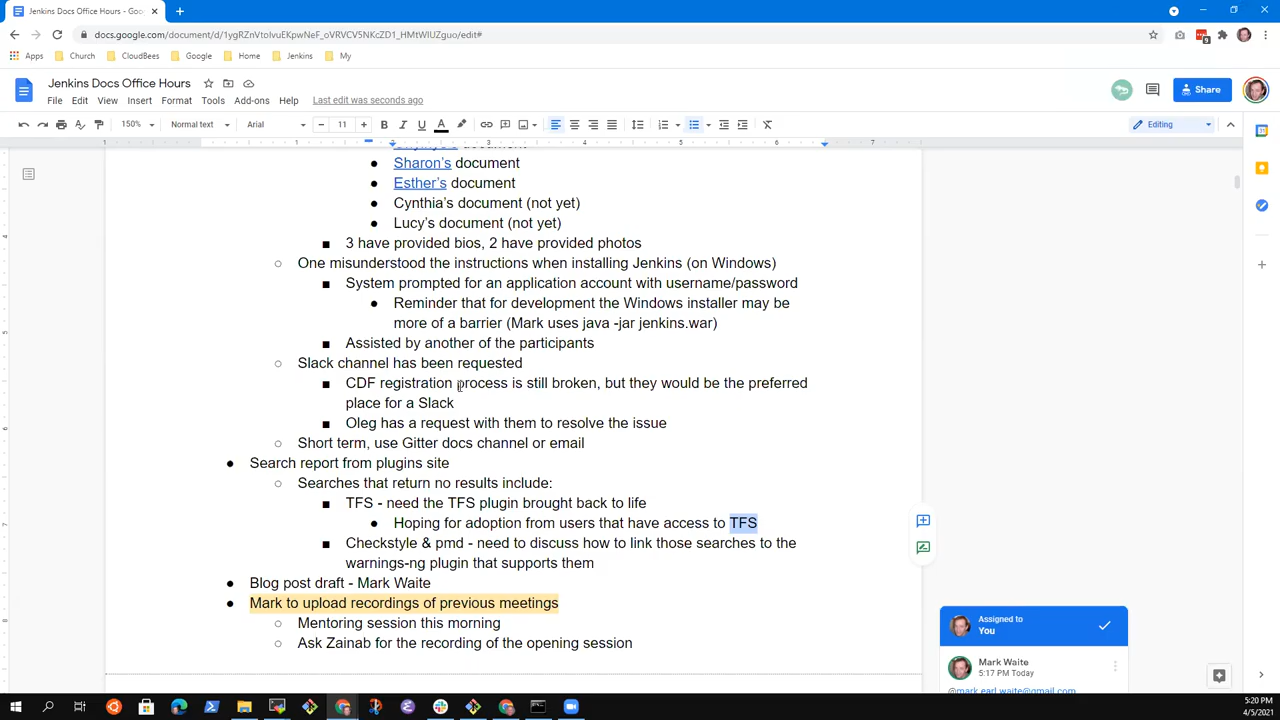 Jenkins Docs Office Hours - Goo
docs.google.com/document/d/1ygRZnVtoIvuEKpwNeF_oVRVCV5NKcZD1_HMtWIUZguo/edit#
Apps Church CloudBees Google Home Jenkins My
Jenkins Docs Office Hours
File Edit View Insert Format Tools Add-ons Help Last edit was seconds ago
Share
150% Normal text Arial 11 Editing
1 2 3 4 5 6 7
Sharon's document
Esther's document
Cynthia's document (not yet)
Lucy's document (not yet)
3 have provided bios, 2 have provided photos
One misunderstood the instructions when installing Jenkins (on Windows)
System prompted for an application account with username/password
Reminder that for development the Windows installer may be
more of a barrier (Mark uses java -jar jenkins.war)
Assisted by another of the participants
Slack channel has been requested
CDF registration process is still broken, but they would be the preferred
place for a Slack
Oleg has a request with them to resolve the issue
Short term, use Gitter docs channel or email
Search report from plugins site
Searches that return no results include:
TFS - need the TFS plugin brought back to life
Hoping for adoption from users that have access to TFS
Checkstyle & pmd - need to discuss how to link those searches to the
warnings-ng plugin that supports them
Blog post draft - Mark Waite
Mark to upload recordings of previous meetings
Mentoring session this morning
Ask Zainab for the recording of the opening session
Assigned to
You
Mark Waite
5:17 PM Today
@mark.earl.waite@gmail.com
5:20 PM
4/5/2021